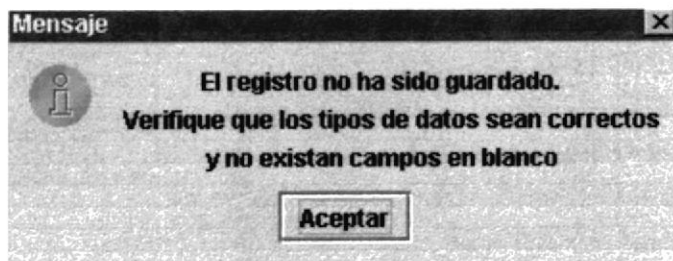 Mensaje
El registro no ha sido guardado.
Verifique que los tipos de datos sean correctos
y no existan campos en blanco
Aceptar